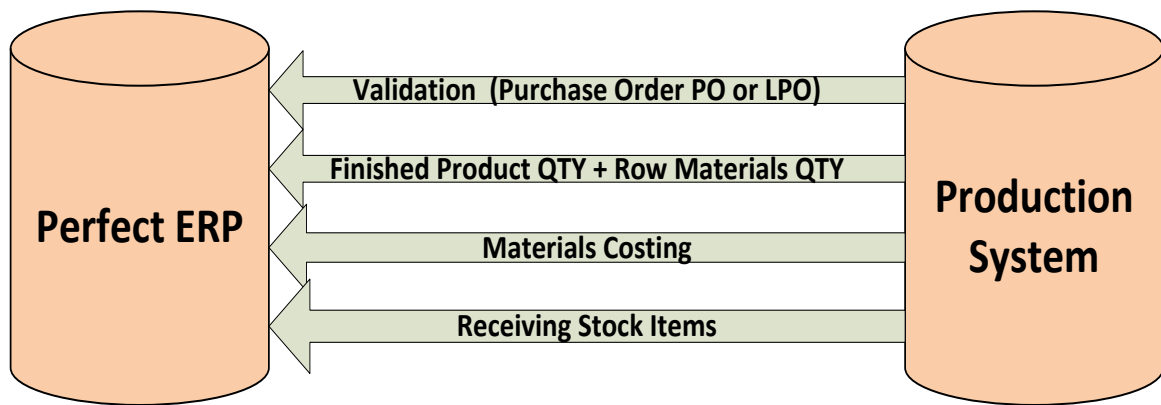 Perfect ERP
Validation  (Purchase Order PO or LPO)
Finished Product QTY + Row Materials QTY
Materials Costing
Receiving Stock Items
Production
System